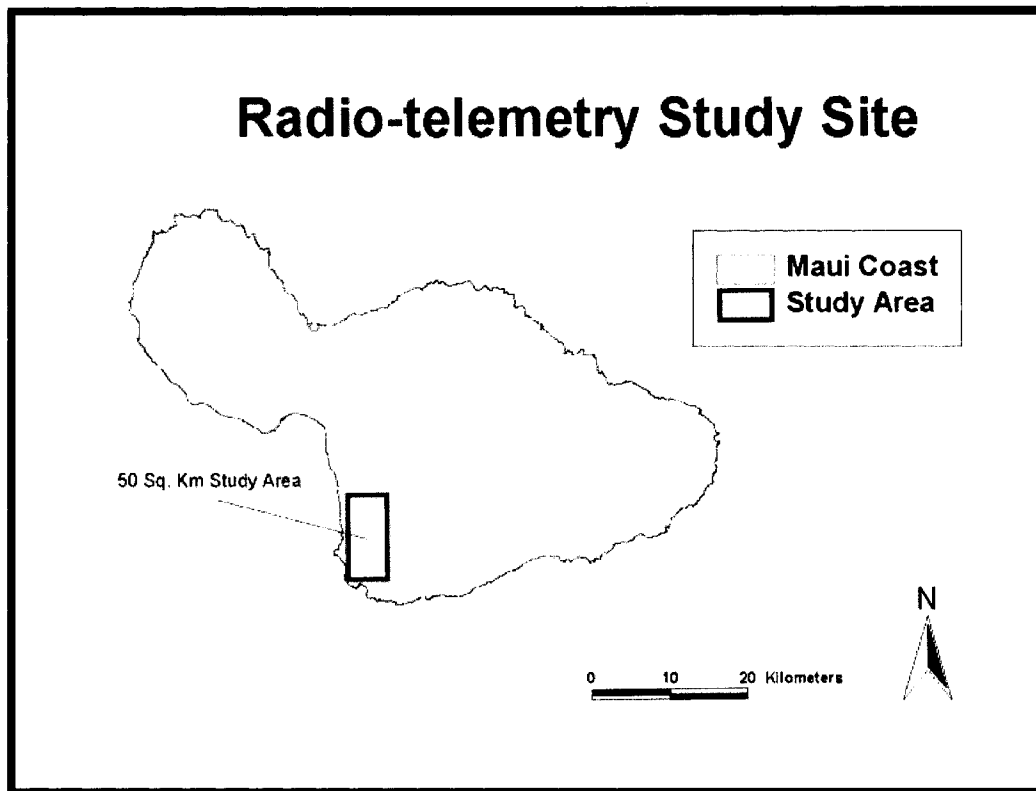 Radio-telemetry Study Site
Maui Coast
Study Area
50 Sq. Km Study Area
N
0 10 20 Kilometers